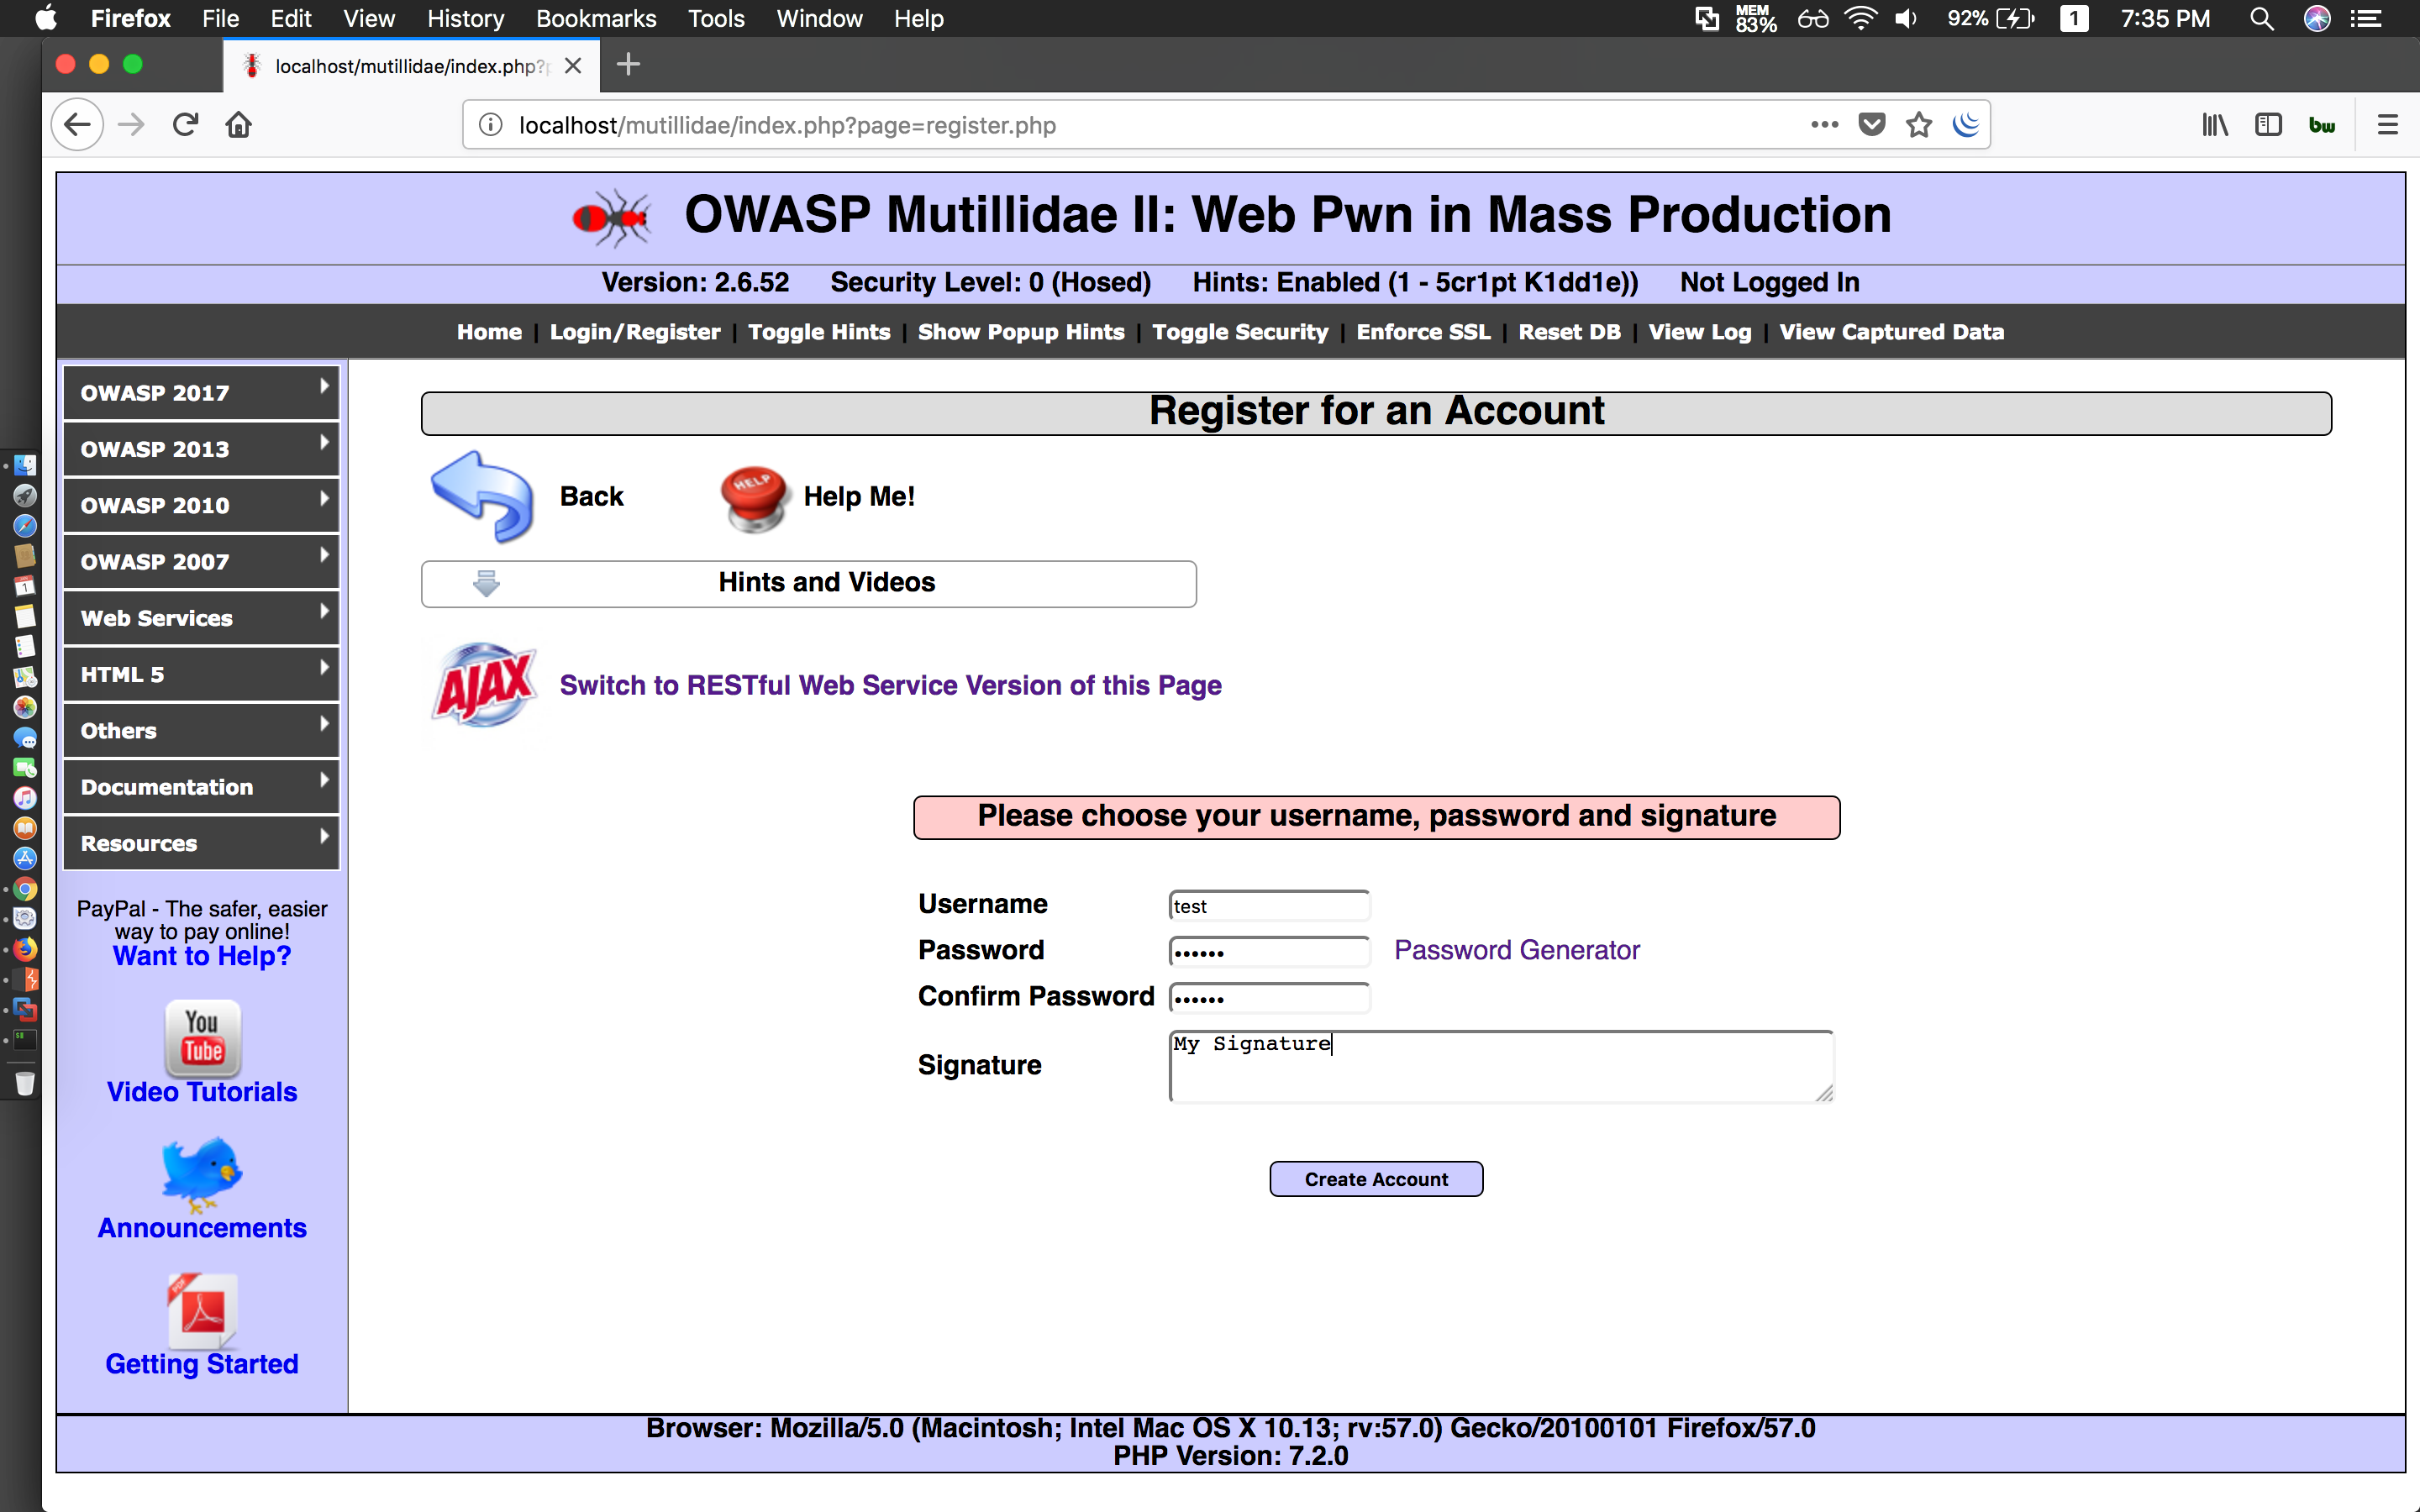 Firefox File Edit View History Bookmarks Tools Window Help MEM 83% 92% 1 7:35 PM
localhost/mutillidae/index.php?
localhost/mutillidae/index.php?page=register.php bw
OWASP Mutillidae II: Web Pwn in Mass Production
Version: 2.6.52 Security Level: 0 (Hosed) Hints: Enabled (1 - 5cr1pt K1dd1e)) Not Logged In
Home | Login/Register | Toggle Hints | Show Popup Hints | Toggle Security | Enforce SSL | Reset DB | View Log | View Captured Data
OWASP 2017
OWASP 2013
OWASP 2010
OWASP 2007
Web Services
HTML 5
Others
Documentation
Resources
PayPal - The safer, easier
way to pay online!
Want to Help?
You
Tube
Video Tutorials
Announcements
PDF
Getting Started
Register for an Account
Back HELP Help Me!
Hints and Videos
AJAX Switch to RESTful Web Service Version of this Page
Please choose your username, password and signature
Username test
Password •••••• Password Generator
Confirm Password ••••••
Signature My Signature
Create Account
Browser: Mozilla/5.0 (Macintosh; Intel Mac OS X 10.13; rv:57.0) Gecko/20100101 Firefox/57.0
PHP Version: 7.2.0